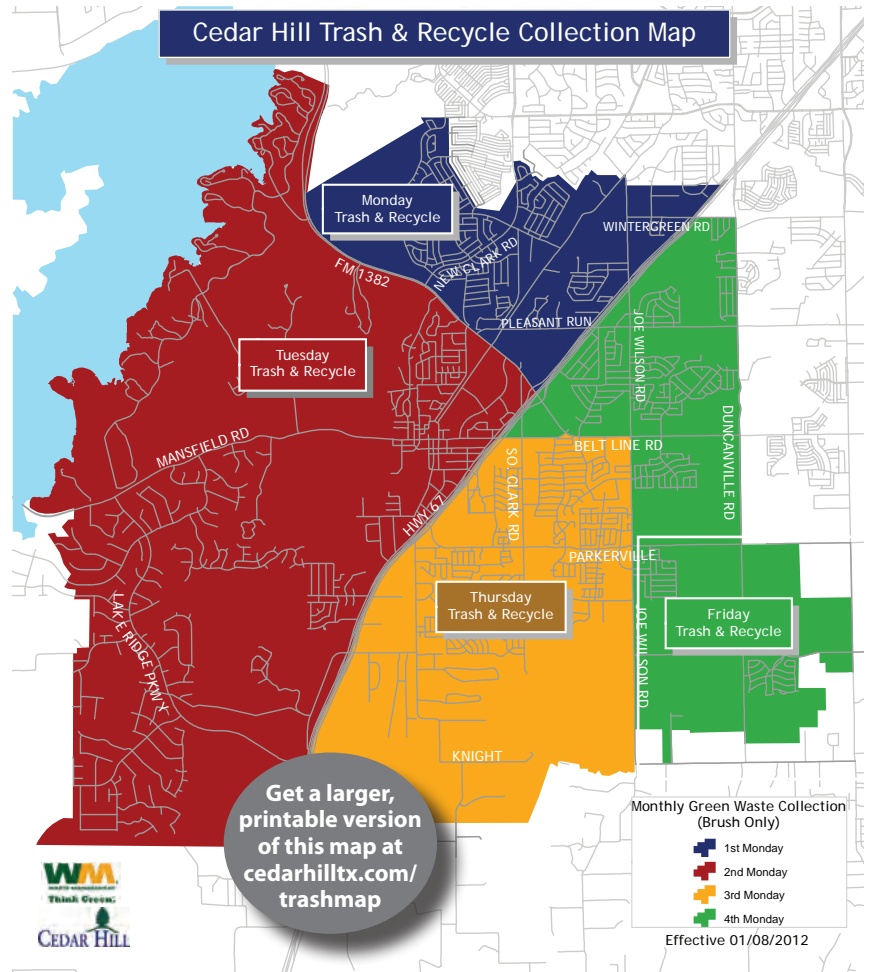 Cedar Hill Trash & Recycle Collection Map
Monday
Trash & Recycle
WINTERGREEN RD
NEW CLARK RD
FM 1382
PLEASANT RUN
JOE WILSON RD
Tuesday
Trash & Recycle
DUNCANVILLE RD
MANSFIELD RD
BELT LINE RD
SO. CLARK RD
HWY 67
PARKERVILLE
Thursday
Trash & Recycle
Friday
Trash & Recycle
LAKE RIDGE PKWY
JOE WILSON RD
KNIGHT
Get a larger,
printable version
of this map at
cedarhilltx.com/
trashmap
Monthly Green Waste Collection
(Brush Only)
1st Monday
2nd Monday
3rd Monday
4th Monday
Effective 01/08/2012
WM
WASTE MANAGEMENT
Think Green.
CEDAR HILL